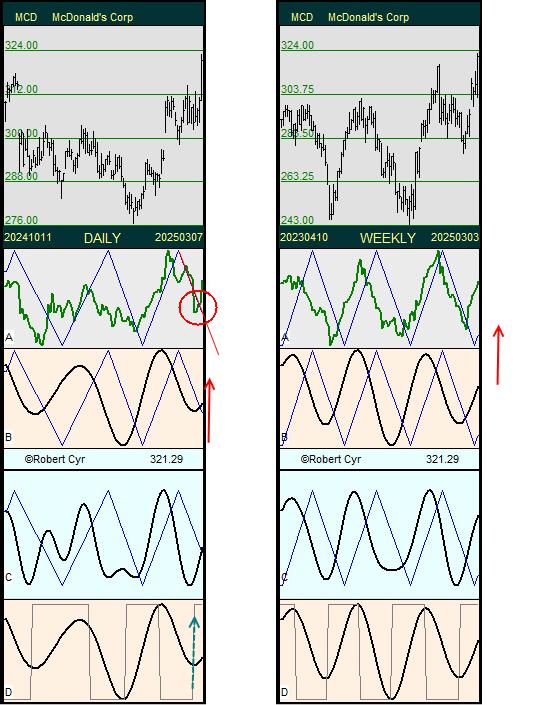 MCD McDonald's Corp
324.00
312.00
300.00
288.00
276.00
20241011 DAILY 20250307
A
B
©Robert Cyr 321.29
C
D
MCD McDonald's Corp
324.00
303.75
283.50
263.25
243.00
20230410 WEEKLY 20250303
A
B
©Robert Cyr 321.29
C
D